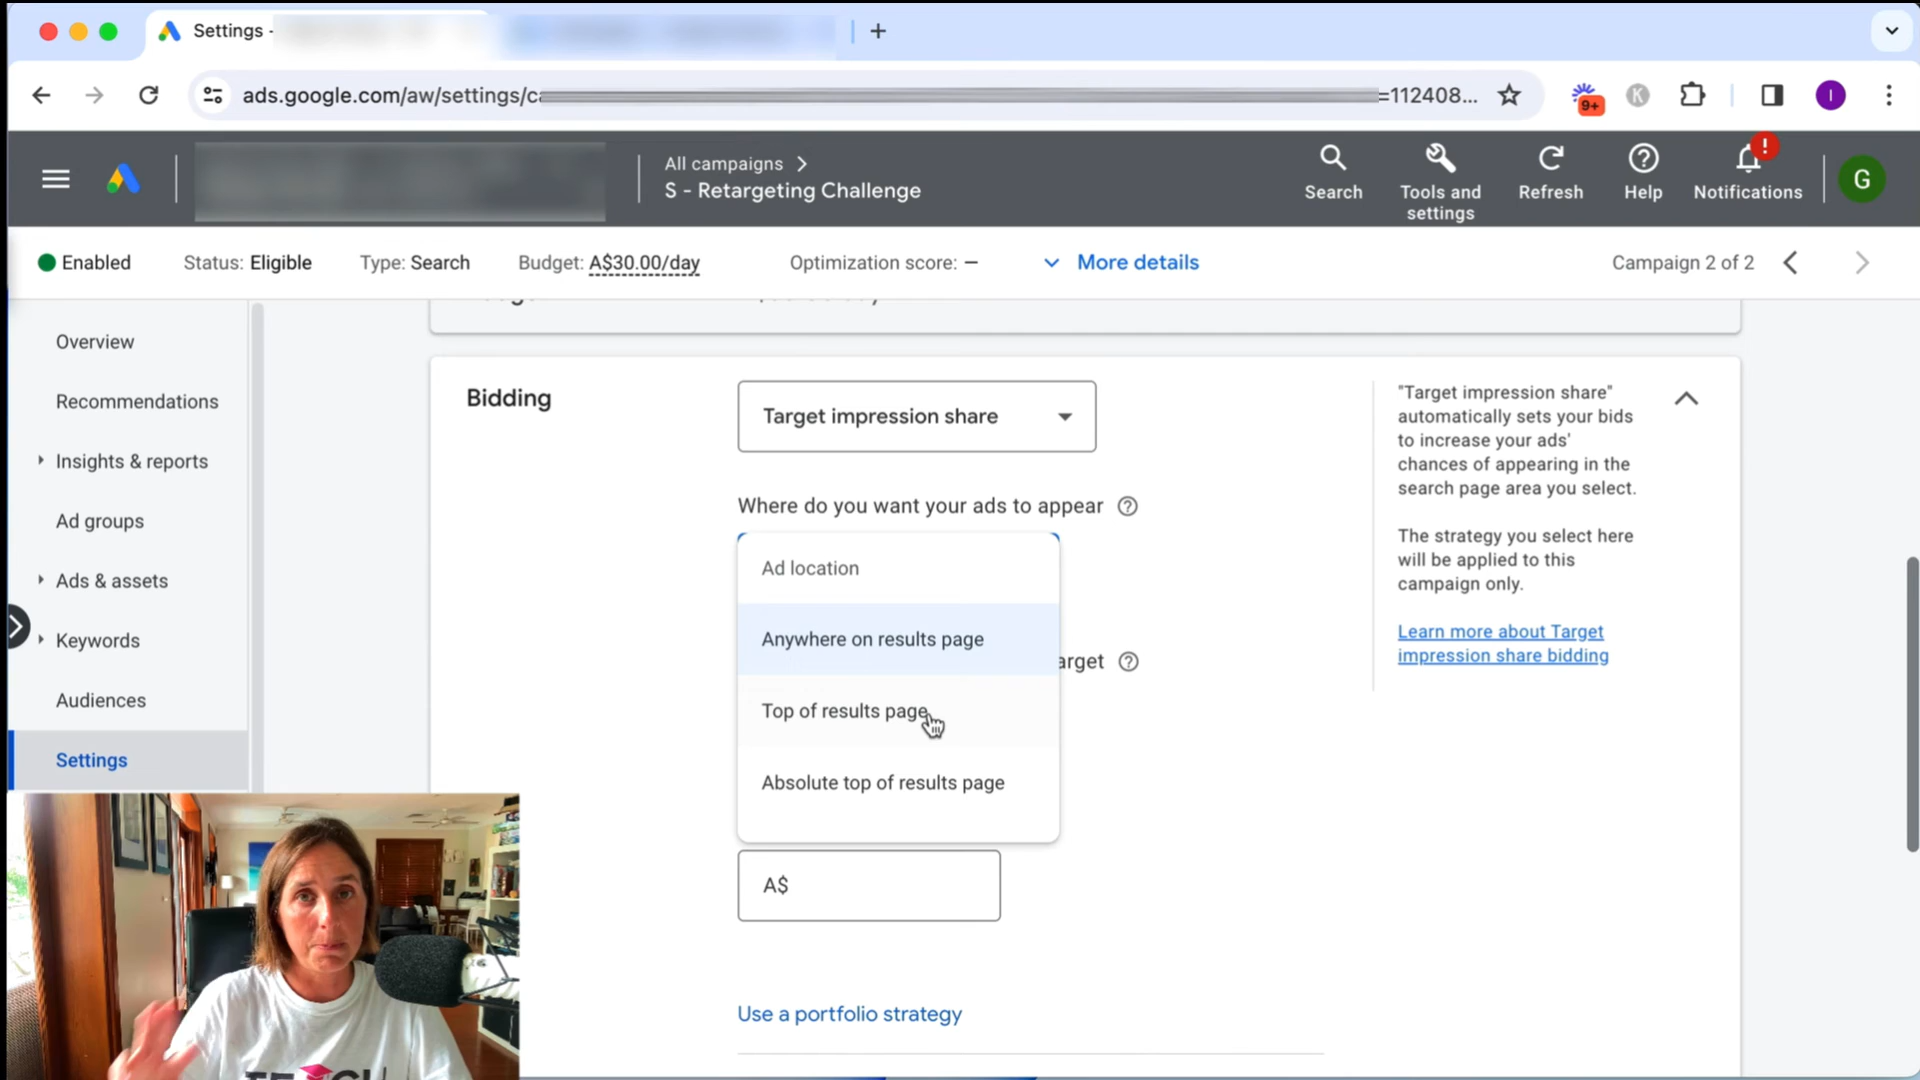 Settings -
ads.google.com/aw/settings/ca
=112408...
9+
K
I
All campaigns
S - Retargeting Challenge
Search
Tools and
settings
Refresh
Help
Notifications
!
G
Enabled
Status: Eligible
Type: Search
Budget: A$30.00/day
Optimization score: –
More details
Campaign 2 of 2
Overview
Recommendations
Insights & reports
Ad groups
Ads & assets
Keywords
Audiences
Settings
Bidding
Target impression share
Where do you want your ads to appear
Ad location
Anywhere on results page
Top of results page
Absolute top of results page
arget
A$
Use a portfolio strategy
"Target impression share"
automatically sets your bids
to increase your ads'
chances of appearing in the
search page area you select.
The strategy you select here
will be applied to this
campaign only.
Learn more about Target
impression share bidding